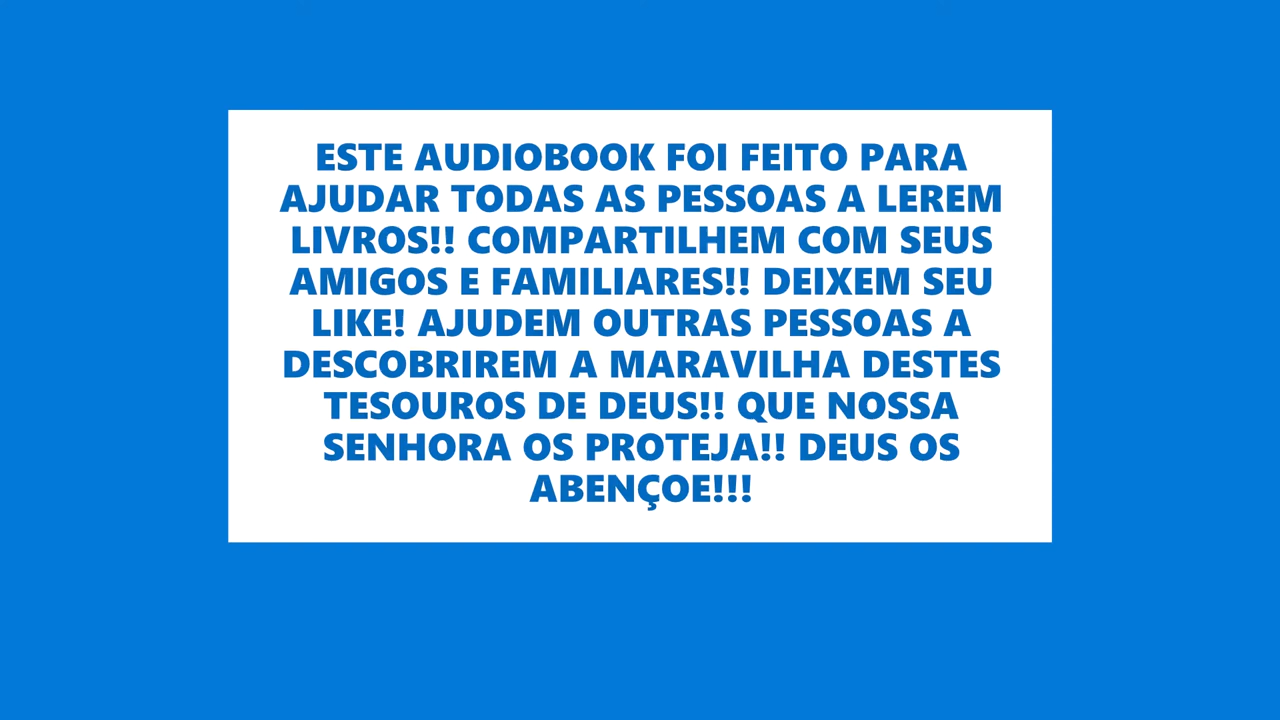 ESTE AUDIOBOOK FOI FEITO PARA
AJUDAR TODAS AS PESSOAS A LEREM
LIVROS!! COMPARTILHEM COM SEUS
AMIGOS E FAMILIARES!! DEIXEM SEU
LIKE! AJUDEM OUTRAS PESSOAS A
DESCOBRIREM A MARAVILHA DESTES
TESOUROS DE DEUS!! QUE NOSSA
SENHORA OS PROTEJA!! DEUS OS
ABENÇOE!!!